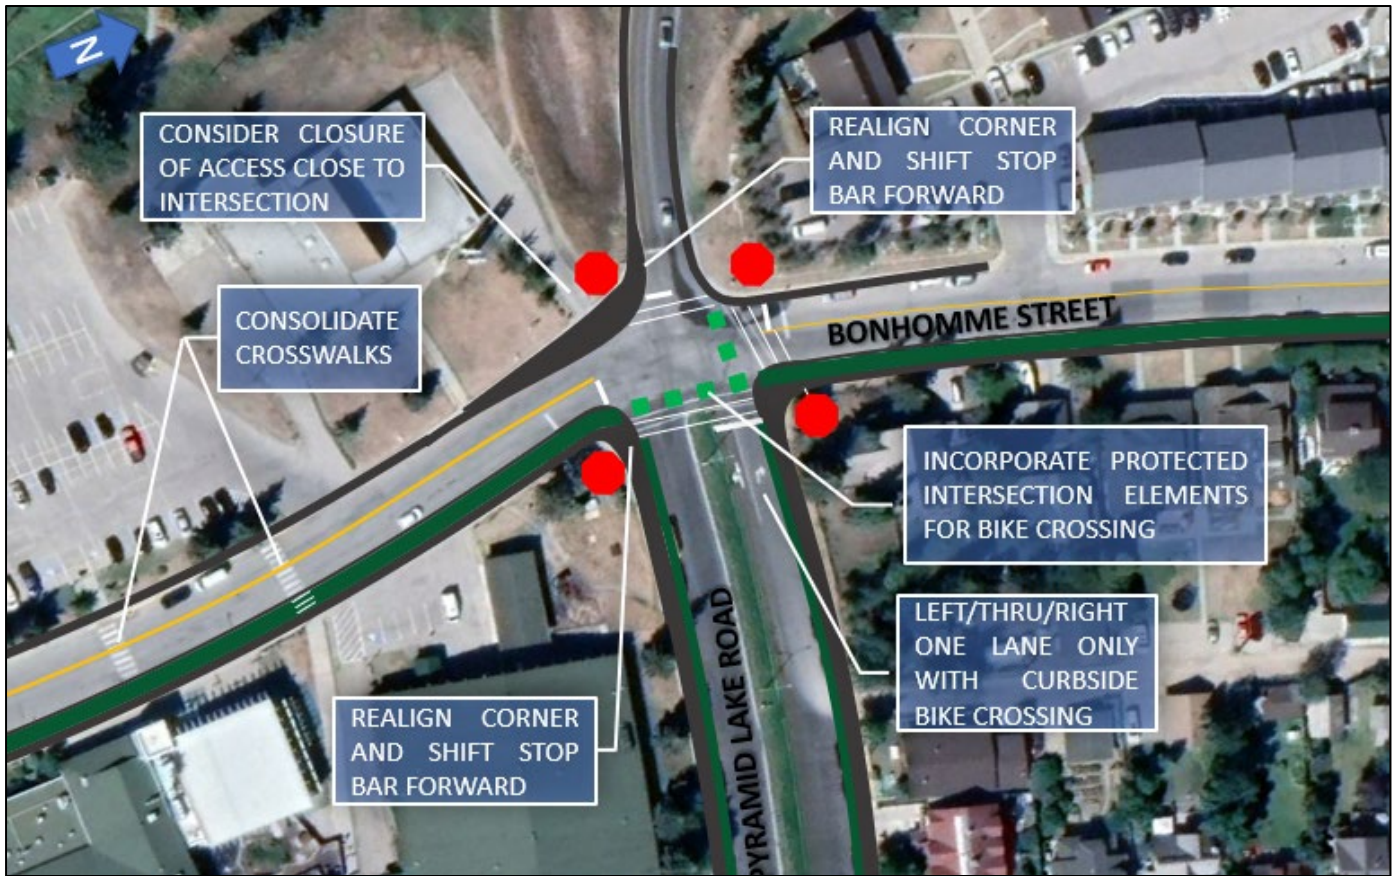 N
CONSIDER CLOSURE
OF ACCESS CLOSE TO
INTERSECTION
REALIGN CORNER
AND SHIFT STOP
BAR FORWARD
CONSOLIDATE
CROSSWALKS
BONHOMME STREET
INCORPORATE PROTECTED
INTERSECTION ELEMENTS
FOR BIKE CROSSING
LEFT/THRU/RIGHT
ONE LANE ONLY
WITH CURBSIDE
BIKE CROSSING
REALIGN CORNER
AND SHIFT STOP
BAR FORWARD
PYRAMID LAKE ROAD